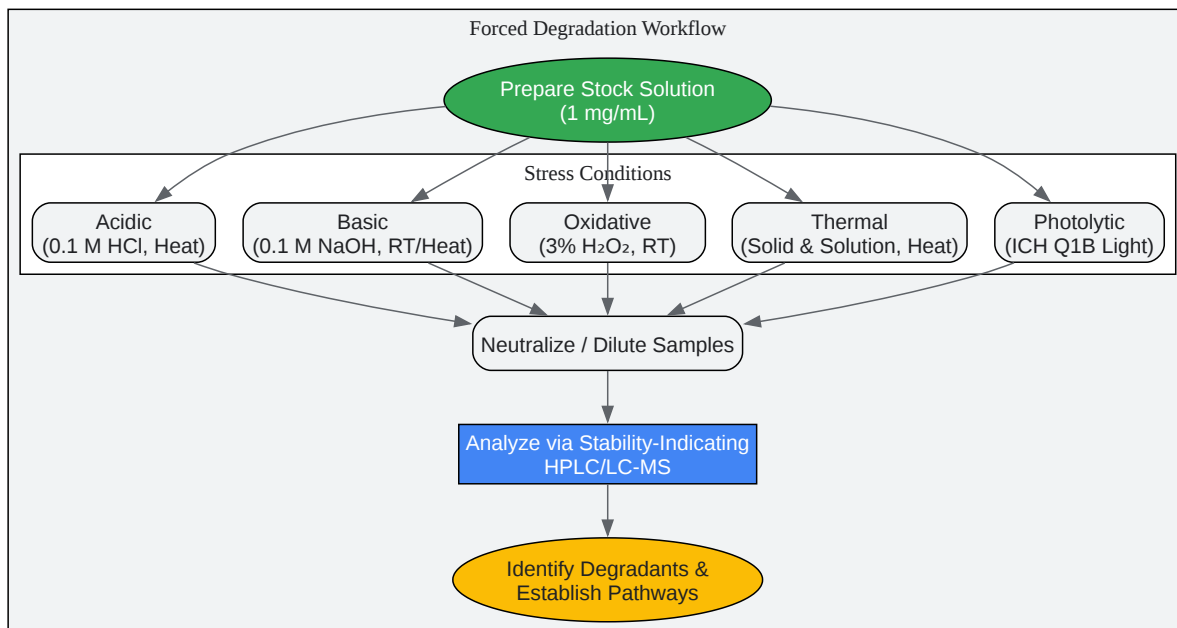 Forced Degradation Workflow
Prepare Stock Solution
(1 mg/mL)
Stress Conditions
Acidic
(0.1 M HCl, Heat)
Basic
(0.1 M NaOH, RT/Heat)
Oxidative
(3% H₂O₂, RT)
Thermal
(Solid & Solution, Heat)
Photolytic
(ICH Q1B Light)
Neutralize / Dilute Samples
Analyze via Stability-Indicating
HPLC/LC-MS
Identify Degradants &
Establish Pathways